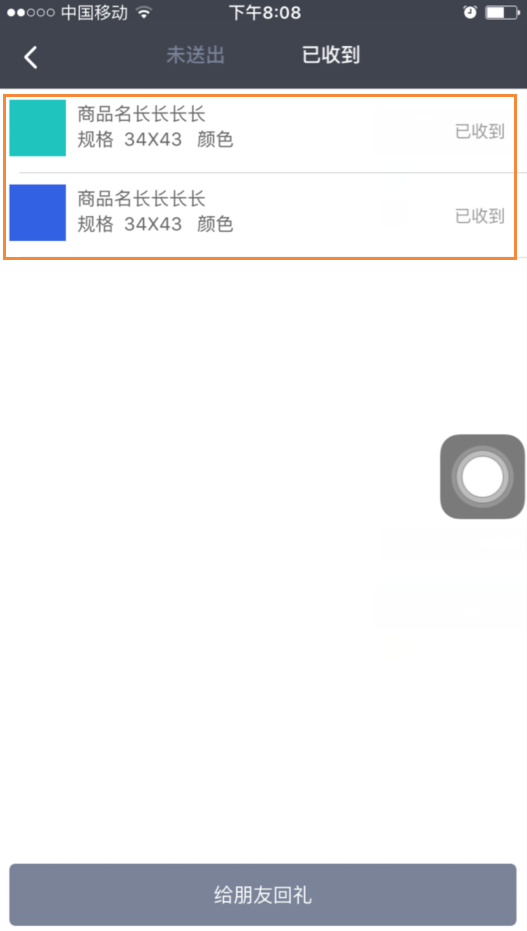 中国移动 下午8:08
未送出 已收到
商品名长长长长
规格 34X43 颜色
已收到
商品名长长长长
规格 34X43 颜色
已收到
给朋友回礼